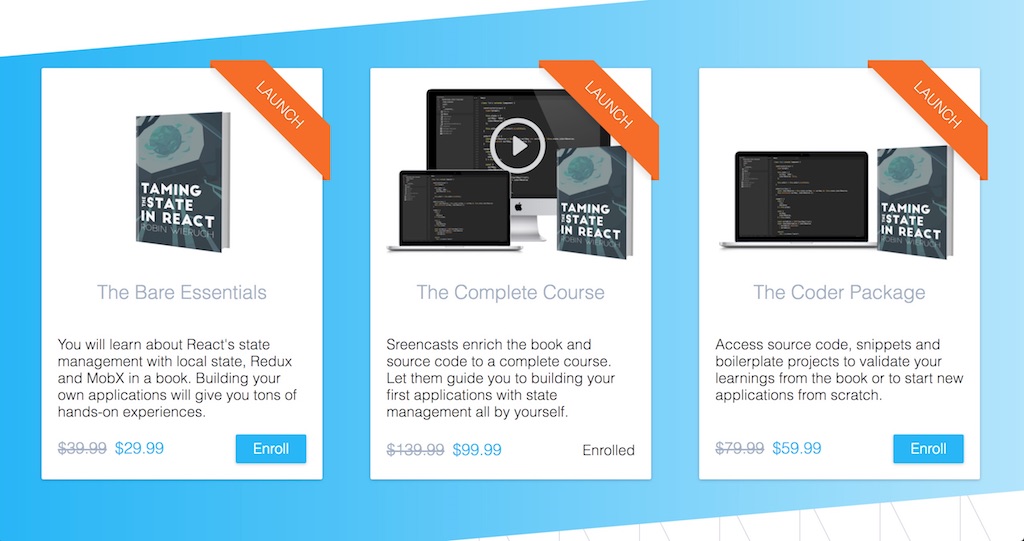 LAUNCH
TAMING
THE STATE
IN REACT
ROBIN WIERUCH
The Bare Essentials
You will learn about React's state
management with local state, Redux
and MobX in a book. Building your
own applications will give you tons of
hands-on experiences.
$39.99 $29.99
Enroll
LAUNCH
TAMING
THE STATE
IN REACT
ROBIN WIERUCH
The Complete Course
Sreencasts enrich the book and
source code to a complete course.
Let them guide you to building your
first applications with state
management all by yourself.
$139.99 $99.99
Enrolled
LAUNCH
TAMING
THE STATE
IN REACT
ROBIN WIERUCH
The Coder Package
Access source code, snippets and
boilerplate projects to validate your
learnings from the book or to start new
applications from scratch.
$79.99 $59.99
Enroll